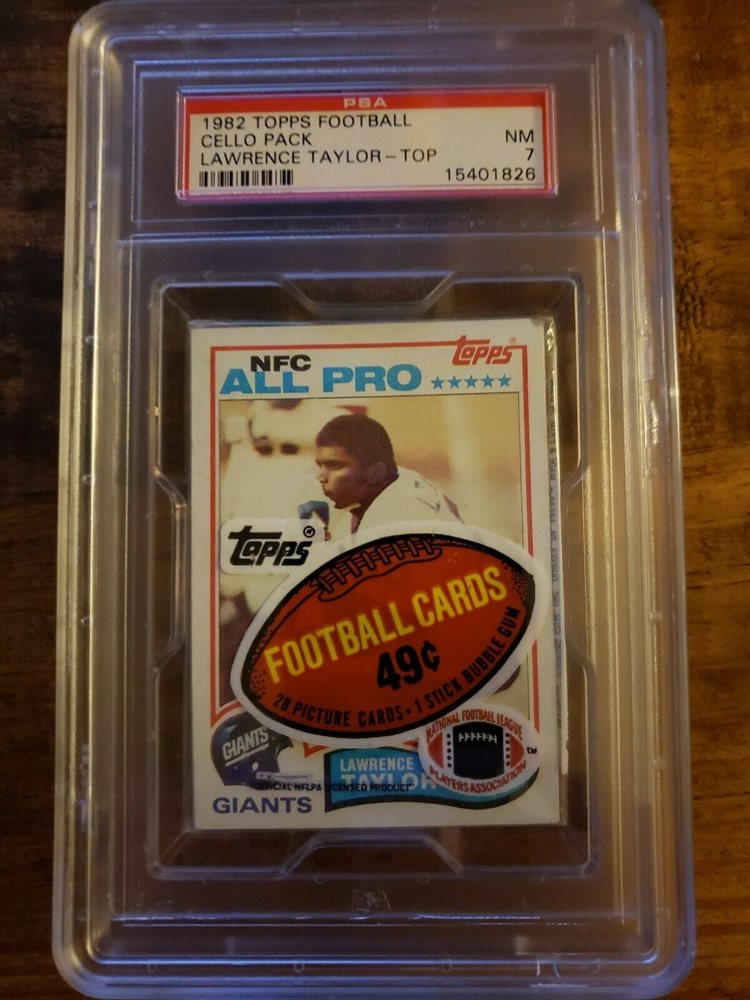 PSA
1982 TOPPS FOOTBALL
CELLO PACK
NM
LAWRENCE TAYLOR - TOP
7
15401826
topps
NFC
ALL PRO
topps
FOOTBALL CARDS
49¢
28 PICTURE CARDS • 1 STICK BUBBLE GUM
GIANTS
NATIONAL FOOTBALL LEAGUE
PLAYERS ASSOCIATION
TM
LAWRENCE
TAYLOR
OFFICIAL NFLPA LICENSED PRODUCT
GIANTS